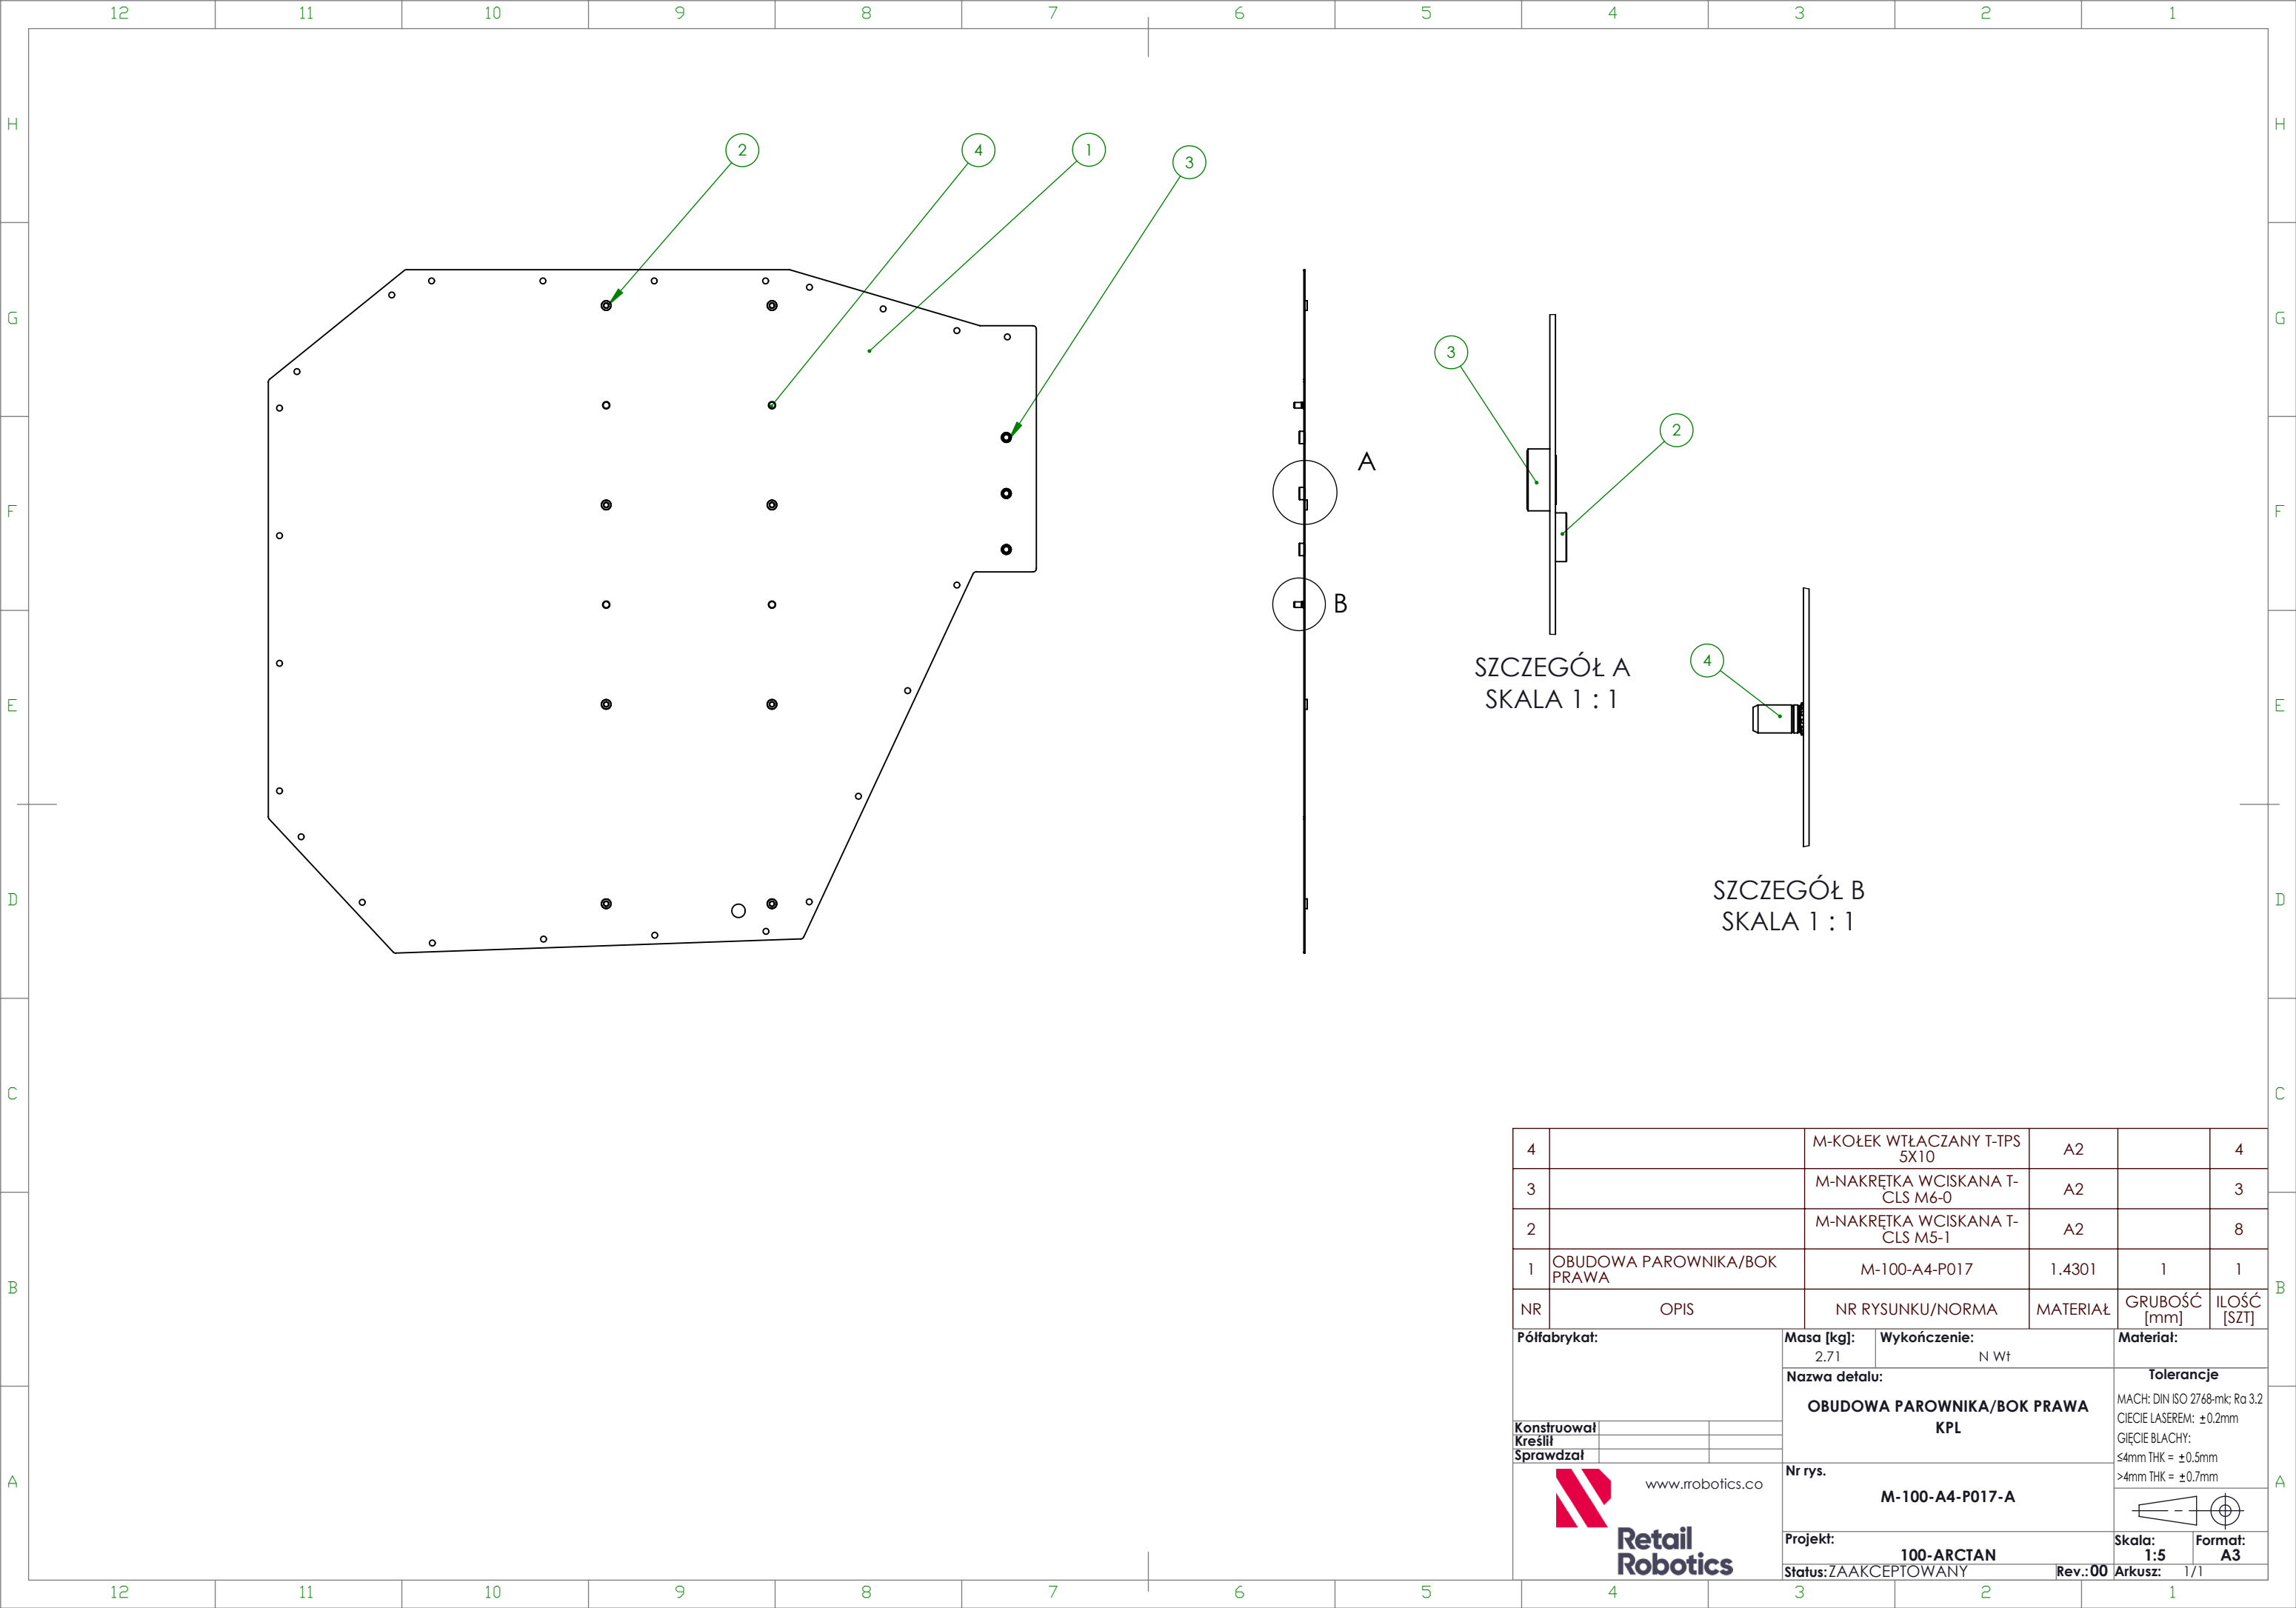 12 11 10 9 8 7 6 5 4 3 2 1
H H
2 4 1 3
G G
3
2
A
F F
B
SZCZEGÓŁ A
SKALA 1 : 1
4
E E
SZCZEGÓŁ B
SKALA 1 : 1
D D
C C
4 M-KOŁEK WTŁACZANY T-TPS 5X10 A2 4
3 M-NAKRĘTKA WCISKANA T-CLS M6-0 A2 3
2 M-NAKRĘTKA WCISKANA T-CLS M5-1 A2 8
1 OBUDOWA PAROWNIKA/BOK PRAWA M-100-A4-P017 1.4301 1 1
B B
NR OPIS NR RYSUNKU/NORMA MATERIAŁ GRUBOŚĆ [mm] ILOŚĆ [SZT]
Półfabrykat: Masa [kg]: Wykończenie: Materiał:
2.71 N Wt
Nazwa detalu: Tolerancje
OBUDOWA PAROWNIKA/BOK PRAWA
KPL
MACH: DIN ISO 2768-mk; Ra 3.2
CIECIE LASEREM: ±0.2mm
GIĘCIE BLACHY:
≤4mm THK = ±0.5mm
>4mm THK = ±0.7mm
Konstruował
Kreślił
Sprawdzał
A A
www.rrobotics.co
Retail
Robotics
Nr rys.
M-100-A4-P017-A
Projekt:
100-ARCTAN
Skala: Format:
1:5 A3
Status: ZAAKCEPTOWANY Rev.: 00 Arkusz: 1/1
12 11 10 9 8 7 6 5 4 3 2 1